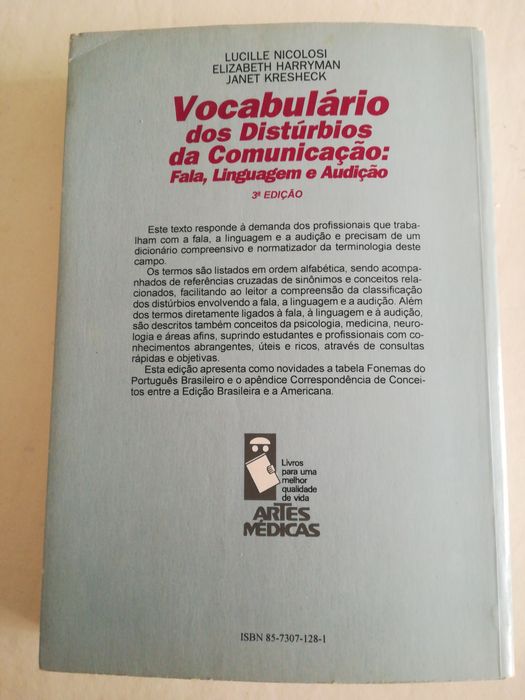 LUCILLE NICOLOSI
ELIZABETH HARRYMAN
JANET KRESHECK
Vocabulário
dos Distúrbios
da Comunicação:
Fala, Linguagem e Audição
3ª EDIÇÃO
Este texto responde à demanda dos profissionais que traba-
lham com a fala, a linguagem e a audição e precisam de um
dicionário compreensivo e normatizador da terminologia deste
campo.
Os termos são listados em ordem alfabética, sendo acompa-
nhados de referências cruzadas de sinônimos e conceitos rela-
cionados, facilitando ao leitor a compreensão da classificação
dos distúrbios envolvendo a fala, a linguagem e a audição. Além
dos termos diretamente ligados à fala, à linguagem e à audição,
são descritos também conceitos da psicologia, medicina, neuro-
logia e áreas afins, suprindo estudantes e profissionais com co-
nhecimentos abrangentes, úteis e ricos, através de consultas
rápidas e objetivas.
Esta edição apresenta como novidades a tabela Fonemas do
Português Brasileiro e o apêndice Correspondência de Concei-
tos entre a Edição Brasileira e a Americana.
Livros
para uma
melhor
qualidade
de vida
ARTES
MÉDICAS
ISBN 85-7307-128-1